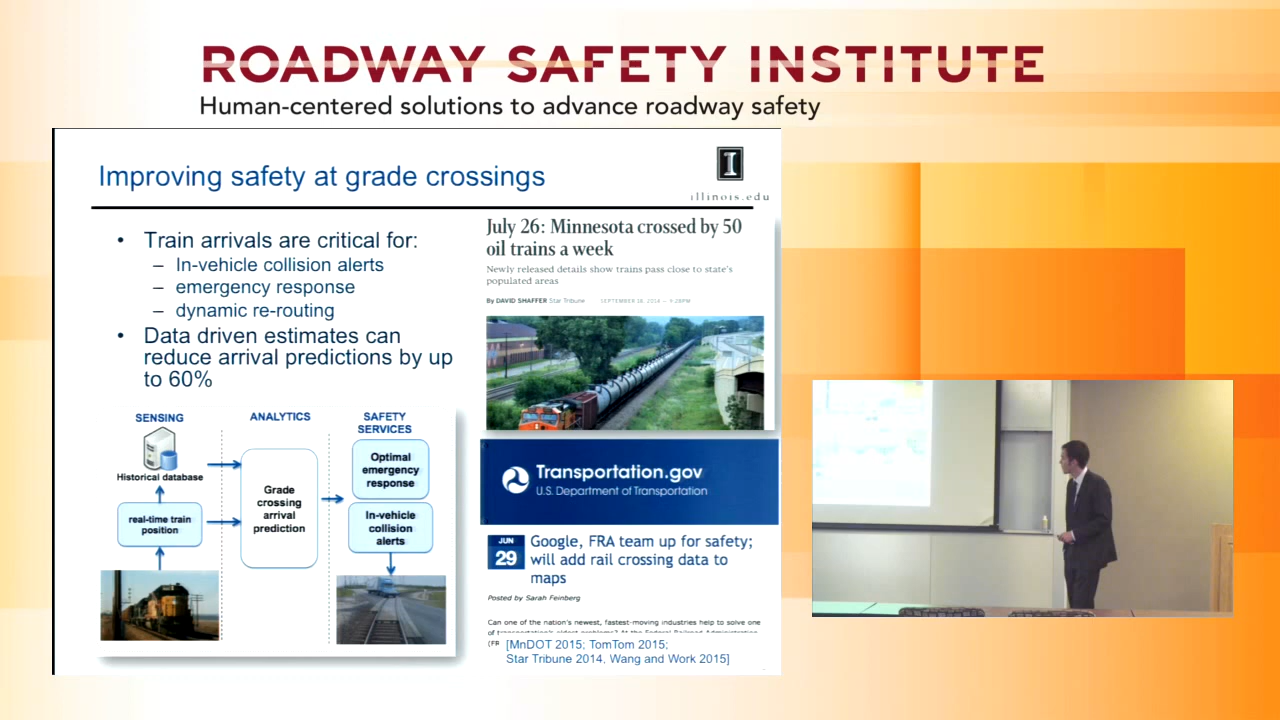 ROADWAY SAFETY INSTITUTE
Human-centered solutions to advance roadway safety
Improving safety at grade crossings
I
illinois.edu
• Train arrivals are critical for:
– In-vehicle collision alerts
– emergency response
– dynamic re-routing
• Data driven estimates can
reduce arrival predictions by up
to 60%
SENSING
ANALYTICS
SAFETY
SERVICES
Historical database
real-time train
position
Grade
crossing
arrival
prediction
Optimal
emergency
response
In-vehicle
collision
alerts
July 26: Minnesota crossed by 50
oil trains a week
Newly released details show trains pass close to state's
populated areas
By DAVID SHAFFER Star Tribune SEPTEMBER 18, 2014 — 9:28PM
Transportation.gov
U.S. Department of Transportation
JUN
29
Google, FRA team up for safety;
will add rail crossing data to
maps
Posted by Sarah Feinberg
Can one of the nation's newest, fastest-moving industries help to solve one
of transportation's oldest problems? At the Federal Railroad Administration
(FR
[MnDOT 2015; TomTom 2015;
Star Tribune 2014, Wang and Work 2015]